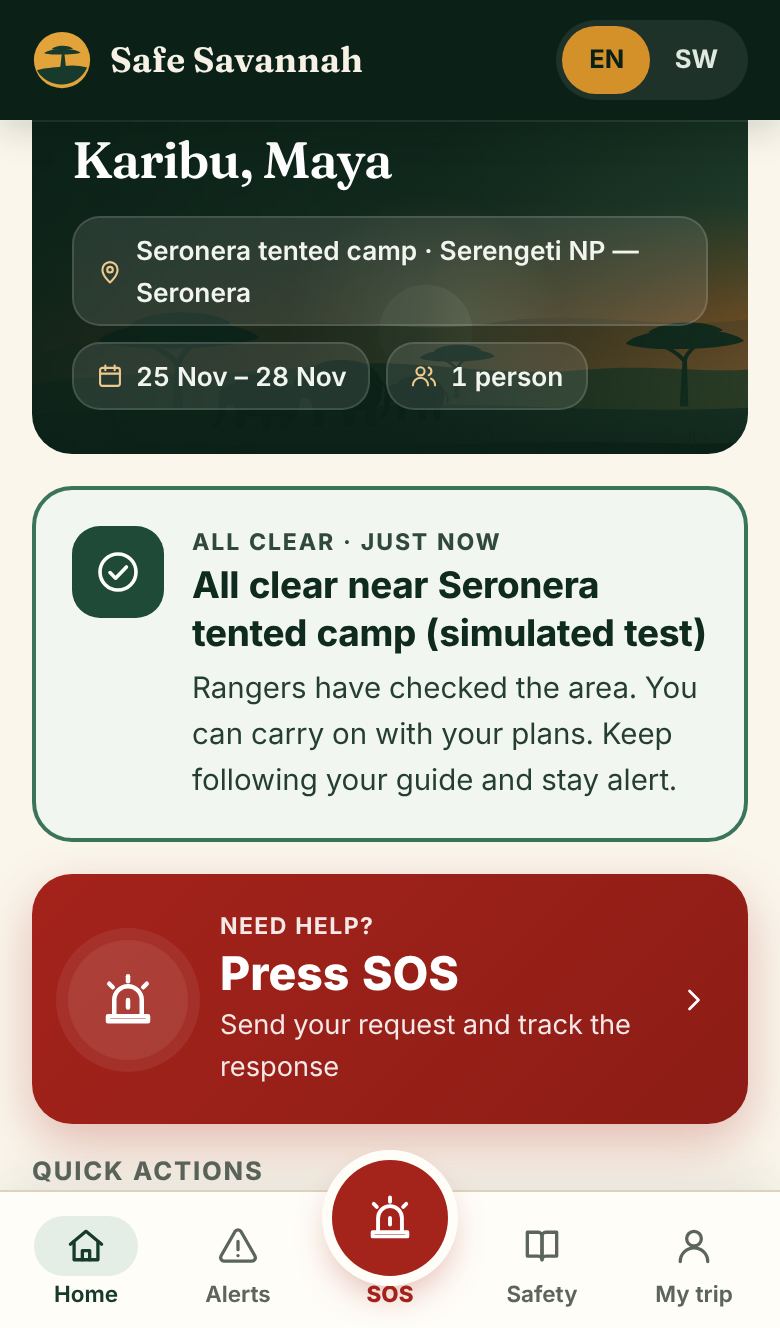 Safe Savannah
EN
SW
Karibu, Maya
Seronera tented camp · Serengeti NP —
Seronera
25 Nov – 28 Nov
1 person
ALL CLEAR · JUST NOW
All clear near Seronera
tented camp (simulated test)
Rangers have checked the area. You
can carry on with your plans. Keep
following your guide and stay alert.
NEED HELP?
Press SOS
Send your request and track the
response
QUICK ACTIONS
Home
Alerts
SOS
Safety
My trip